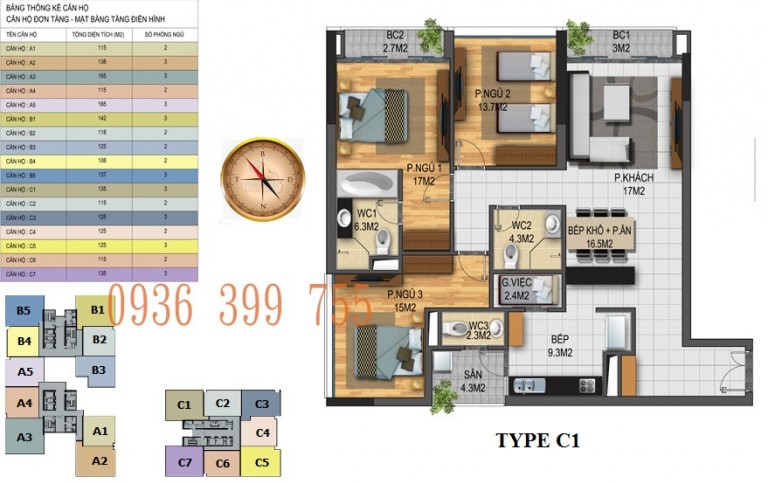 BẢNG THỐNG KÊ CĂN HỘ
CĂN HỘ ĐƠN TẦNG - MẶT BẰNG TẦNG ĐIỂN HÌNH
TÊN CĂN HỘ TỔNG DIỆN TÍCH (M2) SỐ PHÒNG NGỦ
CĂN HỘ : A1 115 2
CĂN HỘ : A2 138 3
CĂN HỘ : A3 165 3
CĂN HỘ : A4 115 2
CĂN HỘ : A5 165 3
CĂN HỘ : B1 142 3
CĂN HỘ : B2 118 2
CĂN HỘ : B3 125 2
CĂN HỘ : B4 108 2
CĂN HỘ : B5 137 3
CĂN HỘ : C1 135 3
CĂN HỘ : C2 115 2
CĂN HỘ : C3 125 3
CĂN HỘ : C4 125 2
CĂN HỘ : C5 125 3
CĂN HỘ : C6 115 2
CĂN HỘ : C7 135 3
BC2
2.7M2
BC1
3M2
P.NGỦ 2
13.7M2
P.NGỦ 1
17M2
P.KHÁCH
17M2
WC1
6.3M2
WC2
4.3M2
BẾP KHÔ + P.ĂN
16.5M2
G.VIỆC
2.4M2
P.NGỦ 3
15M2
WC3
2.3M2
BẾP
9.3M2
SÂN
4.3M2
B
T
D
N
0936 399 755
B5
B1
B4
B2
A5
B3
A4
A3
A1
A2
C1
C2
C3
C4
C7
C6
C5
TYPE C1